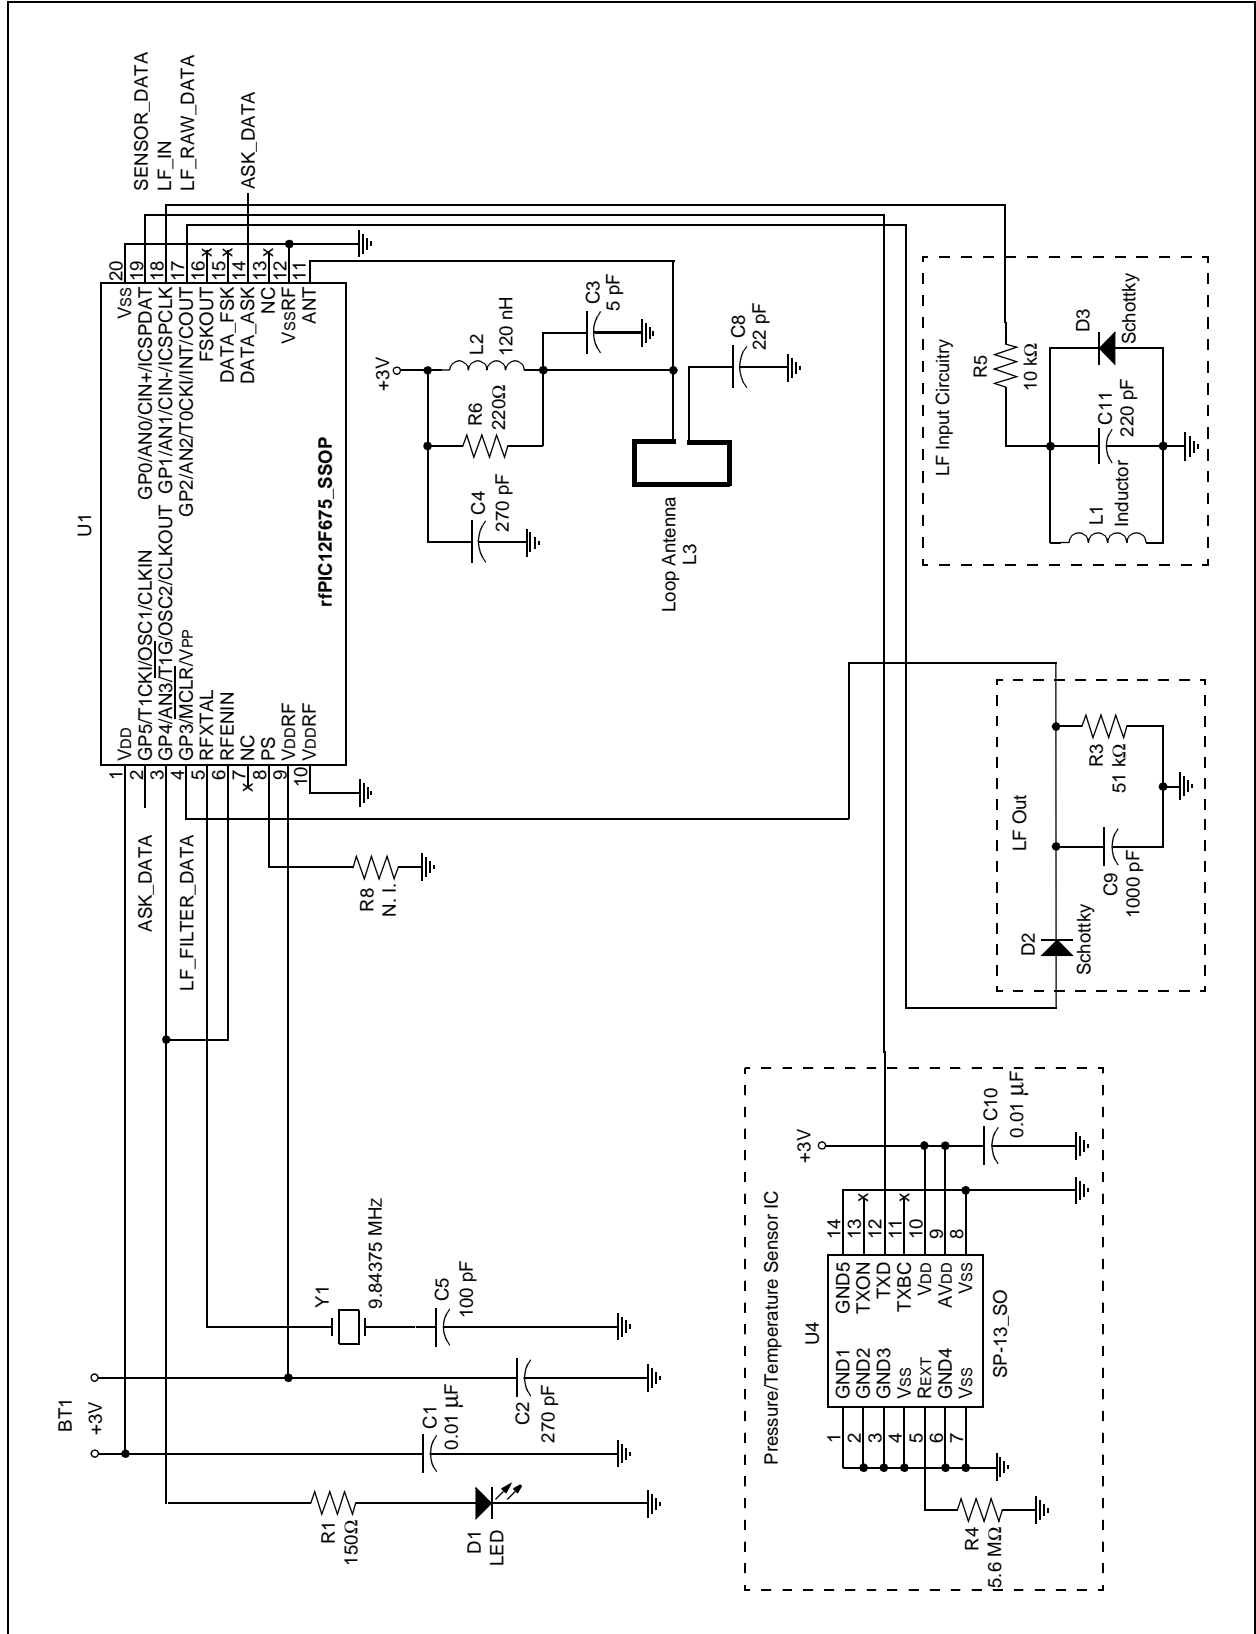 SENSOR_DATA
LF_IN
LF_RAW_DATA
ASK_DATA
U1
20
19
18
17
16
15
14
13
12
11
VSS
GP0/AN0/CIN+/ICSPDAT
GP1/AN1/CIN-/ICSPCLK
GP2/AN2/T0CKI/INT/COUT
FSKOUT
DATA_FSK
DATA_ASK
NC
VSSRF
ANT
rfPIC12F675_SSOP
VDD
GP5/T1CKI/OSC1/CLKIN
GP4/AN3/T1G/OSC2/CLKOUT
GP3/MCLR/VPP
RFXTAL
RFENIN
NC
PS
VDDRF
VDDRF
1
2
3
4
5
6
7
8
9
10
ASK_DATA
LF_FILTER_DATA
R8
N. I.
+3V
L2
120 nH
C3
5 pF
R6
220Ω
C4
270 pF
C8
22 pF
Loop Antenna
L3
LF Input Circuitry
R5
10 kΩ
D3
Schottky
C11
220 pF
L1
Inductor
LF Out
R3
51 kΩ
C9
1000 pF
D2
Schottky
BT1
+3V
Y1
9.84375 MHz
C5
100 pF
C1
0.01 µF
C2
270 pF
R1
150Ω
D1
LED
Pressure/Temperature Sensor IC
+3V
C10
0.01 µF
U4
14
13
12
11
10
9
8
GND5
TXON
TXD
TXBC
VDD
AVDD
VSS
GND1
GND2
GND3
VSS
REXT
GND4
VSS
1
2
3
4
5
6
7
SP-13_SO
R4
5.6 MΩ